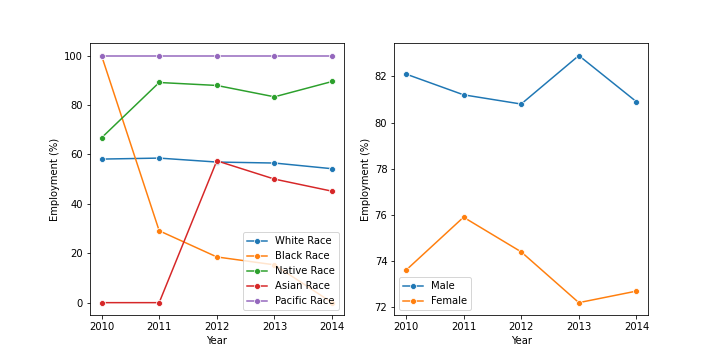 Employment (%)
100
80
60
40
20
0
2010 2011 2012 2013 2014
Year
White Race
Black Race
Native Race
Asian Race
Pacific Race
Employment (%)
82
80
78
76
74
72
2010 2011 2012 2013 2014
Year
Male
Female